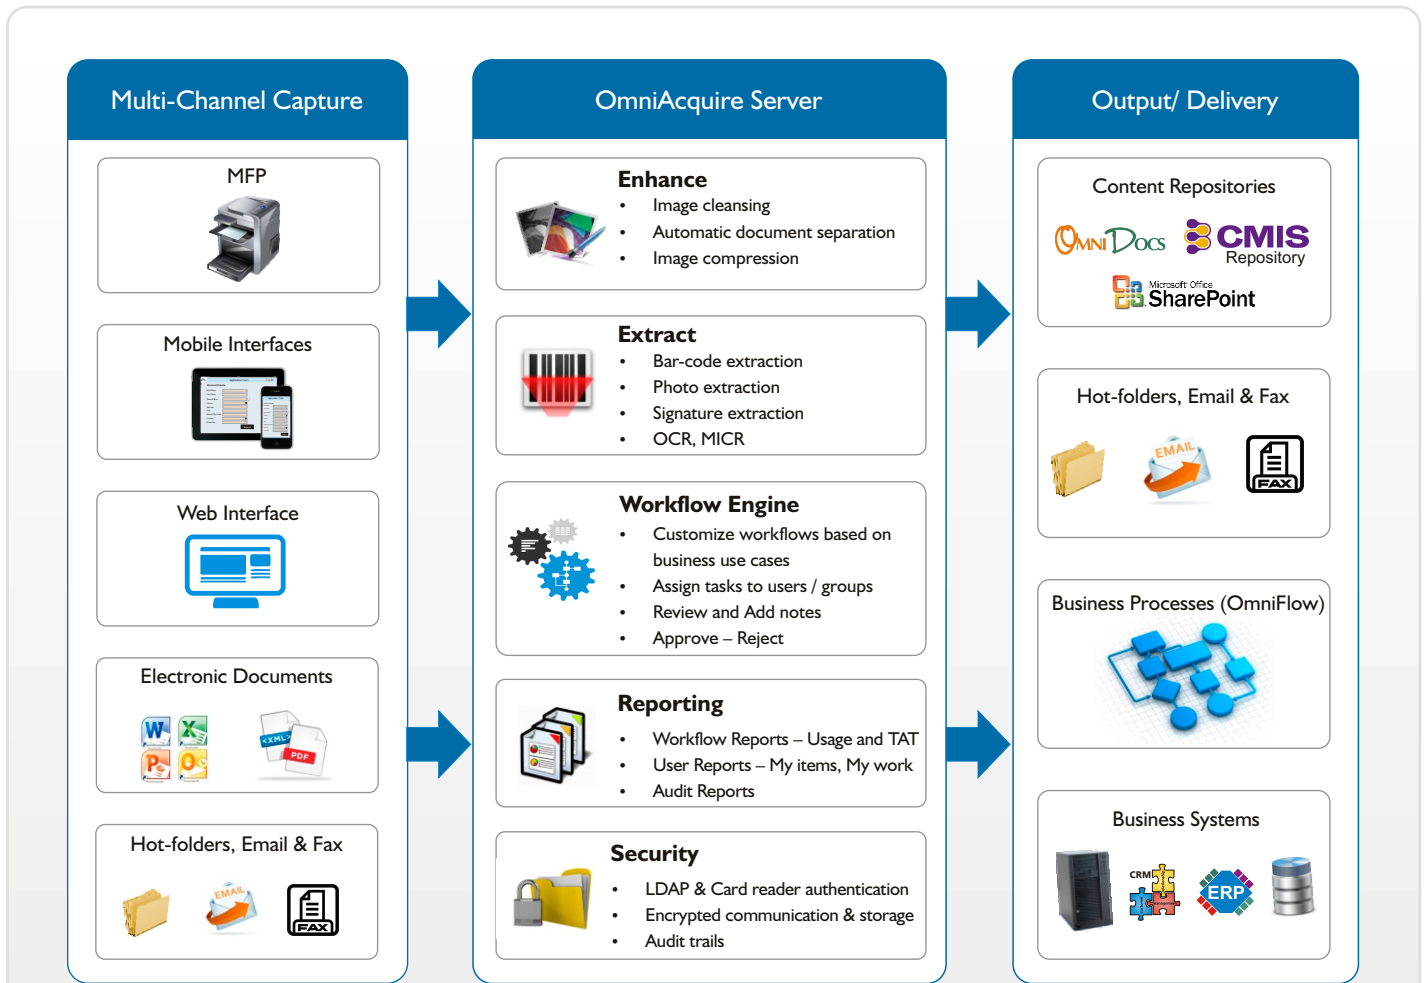 Multi-Channel Capture
MFP
Mobile Interfaces
Web Interface
Electronic Documents
<XML>
PDF
Hot-folders, Email & Fax
EMAIL
FAX
OmniAcquire Server
Enhance
• Image cleansing
• Automatic document separation
• Image compression
Extract
• Bar-code extraction
• Photo extraction
• Signature extraction
• OCR, MICR
Workflow Engine
• Customize workflows based on
business use cases
• Assign tasks to users / groups
• Review and Add notes
• Approve – Reject
Reporting
• Workflow Reports – Usage and TAT
• User Reports – My items, My work
• Audit Reports
Security
• LDAP & Card reader authentication
• Encrypted communication & storage
• Audit trails
Output/ Delivery
Content Repositories
OMNIDOCS
CMIS
Repository
Microsoft Office
SharePoint
Hot-folders, Email & Fax
EMAIL
FAX
Business Processes (OmniFlow)
Business Systems
CRM
ERP